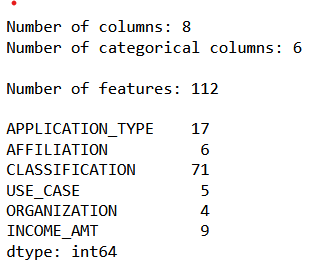 Number of columns: 8
Number of categorical columns: 6
Number of features: 112
APPLICATION_TYPE 17
AFFILIATION 6
CLASSIFICATION 71
USE_CASE 5
ORGANIZATION 4
INCOME_AMT 9
dtype: int64